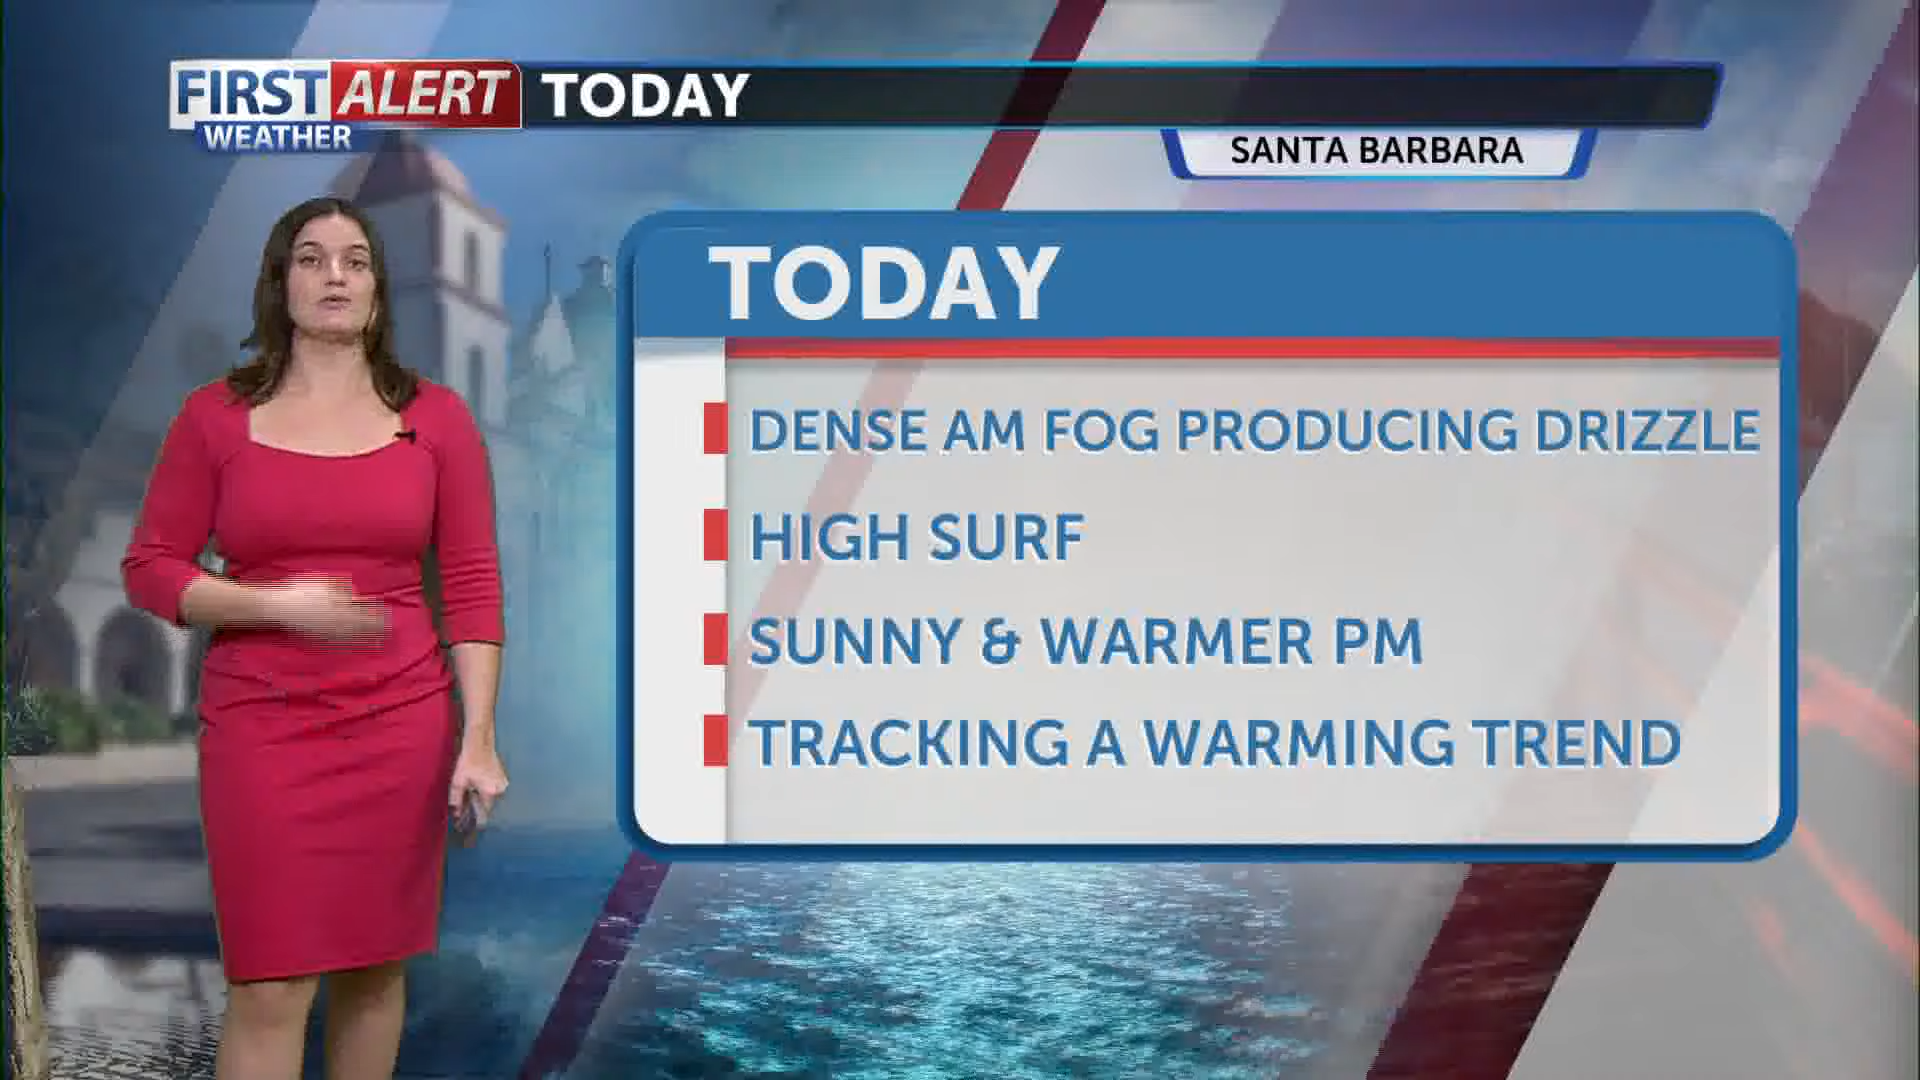 FIRST ALERT TODAY
WEATHER
SANTA BARBARA
TODAY
DENSE AM FOG PRODUCING DRIZZLE
HIGH SURF
SUNNY & WARMER PM
TRACKING A WARMING TREND